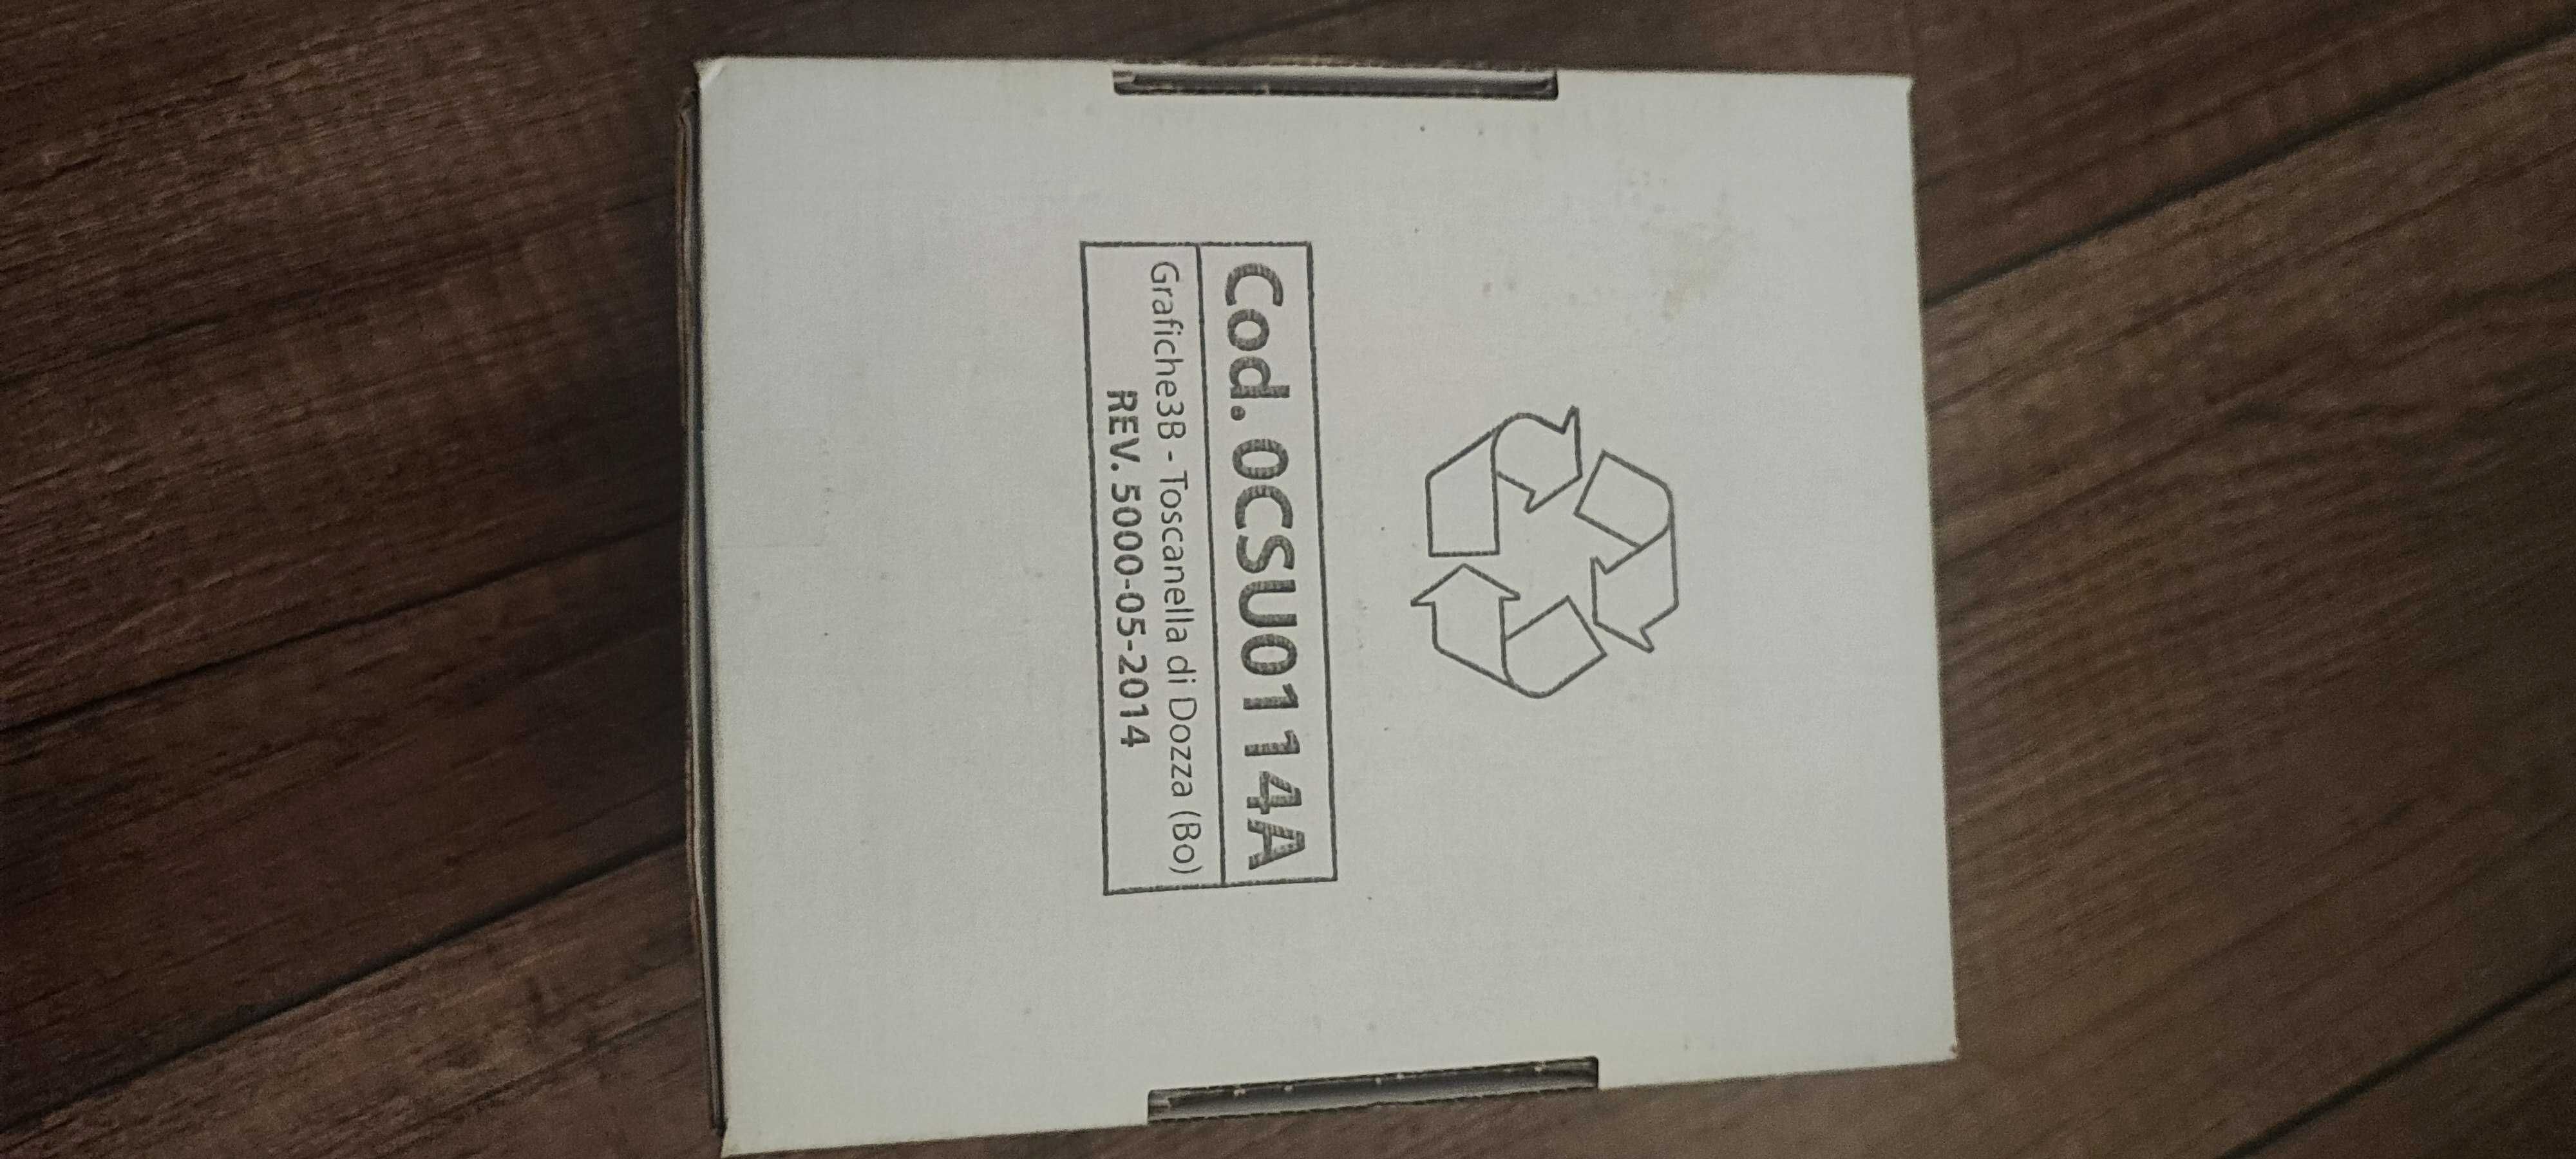 Cod. 0CSU0114A
Grafiche3B - Toscanella di Dozza (Bo)
REV. 5000-05-2014